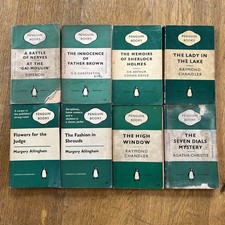 PENGUIN
BOOKS
A BATTLE OF
NERVES
AT THE
'GAI-MOULIN'
SIMENON
PENGUIN
BOOKS
THE INNOCENCE
OF
FATHER BROWN
G. K. CHESTERTON
PENGUIN
BOOKS
THE MEMOIRS
OF SHERLOCK
HOLMES
SIR ARTHUR
CONAN DOYLE
PENGUIN
BOOKS
THE LADY IN
THE LAKE
RAYMOND
CHANDLER
PENGUIN
BOOKS
Flowers for the
Judge
Margery Allingham
PENGUIN
BOOKS
The Fashion in
Shrouds
Margery Allingham
PENGUIN
BOOKS
THE HIGH
WINDOW
RAYMOND
CHANDLER
PENGUIN
BOOKS
THE
SEVEN DIALS
MYSTERY
AGATHA CHRISTIE